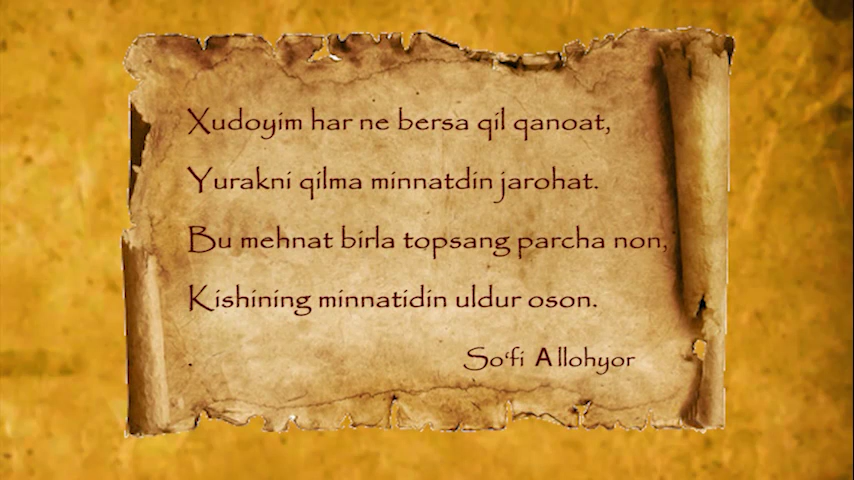 Xudoyim har ne bersa qil qanoat,
Yurakni qilma minnatdin jarohat.
Bu mehnat birla topsang parcha non,
Kishining minnatidin uldur oson.
So‘fi Allohyor